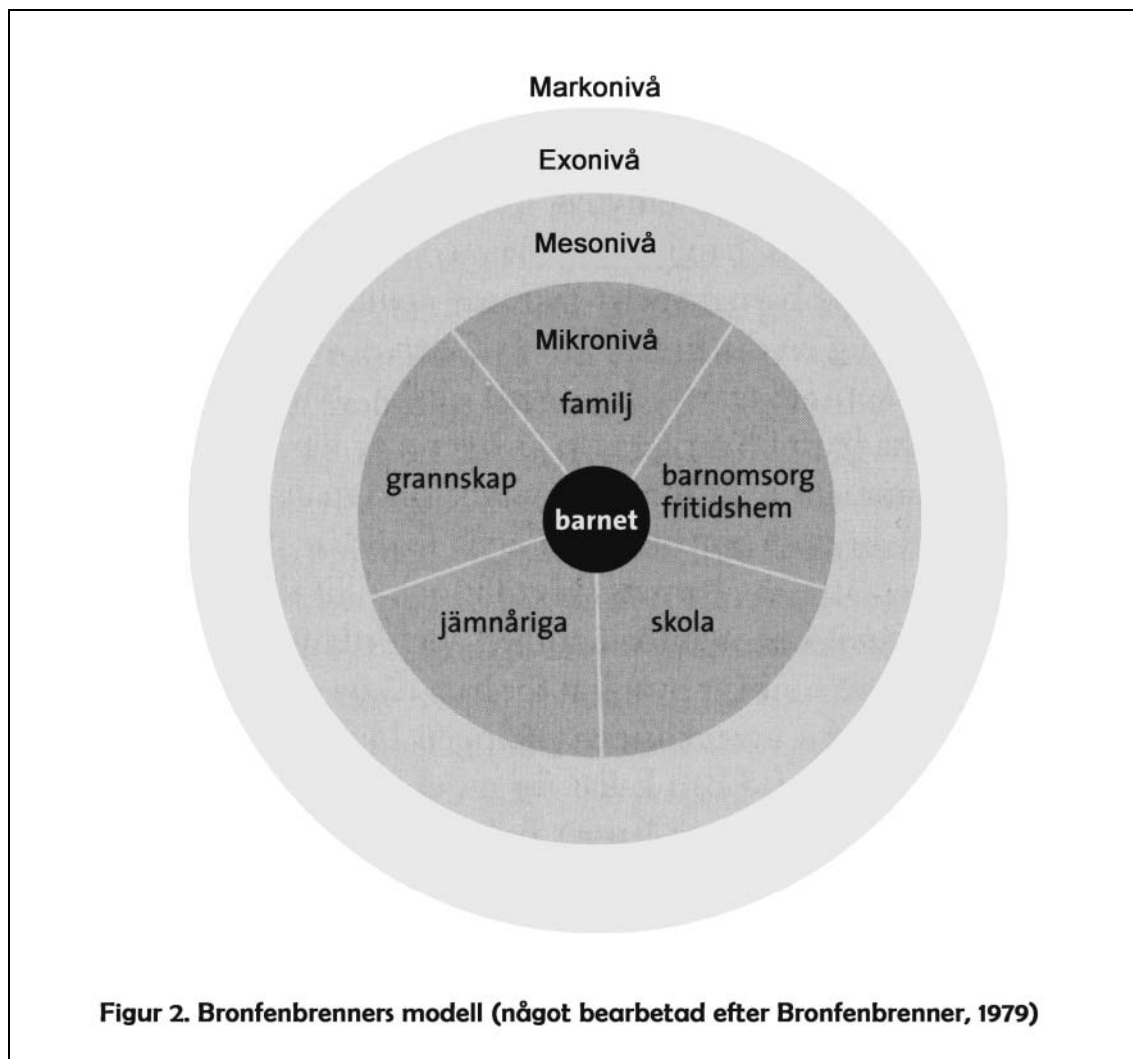 Markonivå
Exonivå
Mesonivå
Mikronivå
familj
grannskap
barnomsorg
fritidshem
barnet
jämnåriga
skola
Figur 2. Bronfenbrenners modell (något bearbetad efter Bronfenbrenner, 1979)